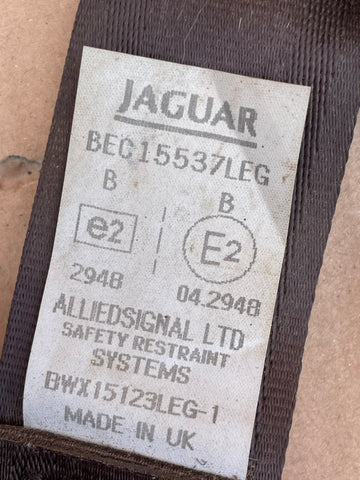 JAGUAR
BEC15537LEG
B B
e2 E2
2948 04.2948
ALLIEDSIGNAL LTD
SAFETY RESTRAINT
SYSTEMS
BWX15123LEG-1
MADE IN UK